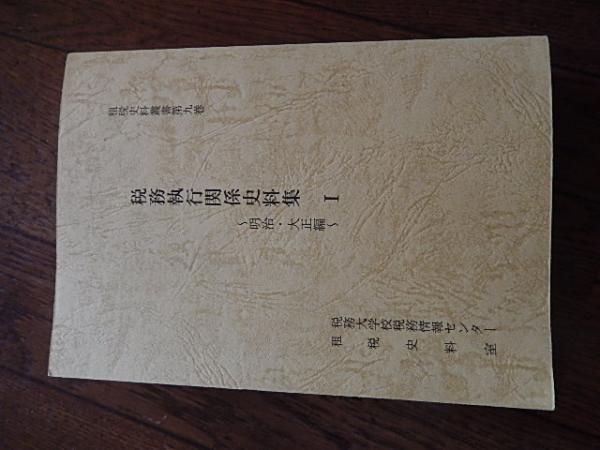 租税史料叢書第九巻
税務執行関係史料集 Ⅰ
～明治・大正編～
税務大学校税務情報センター
租税史料室